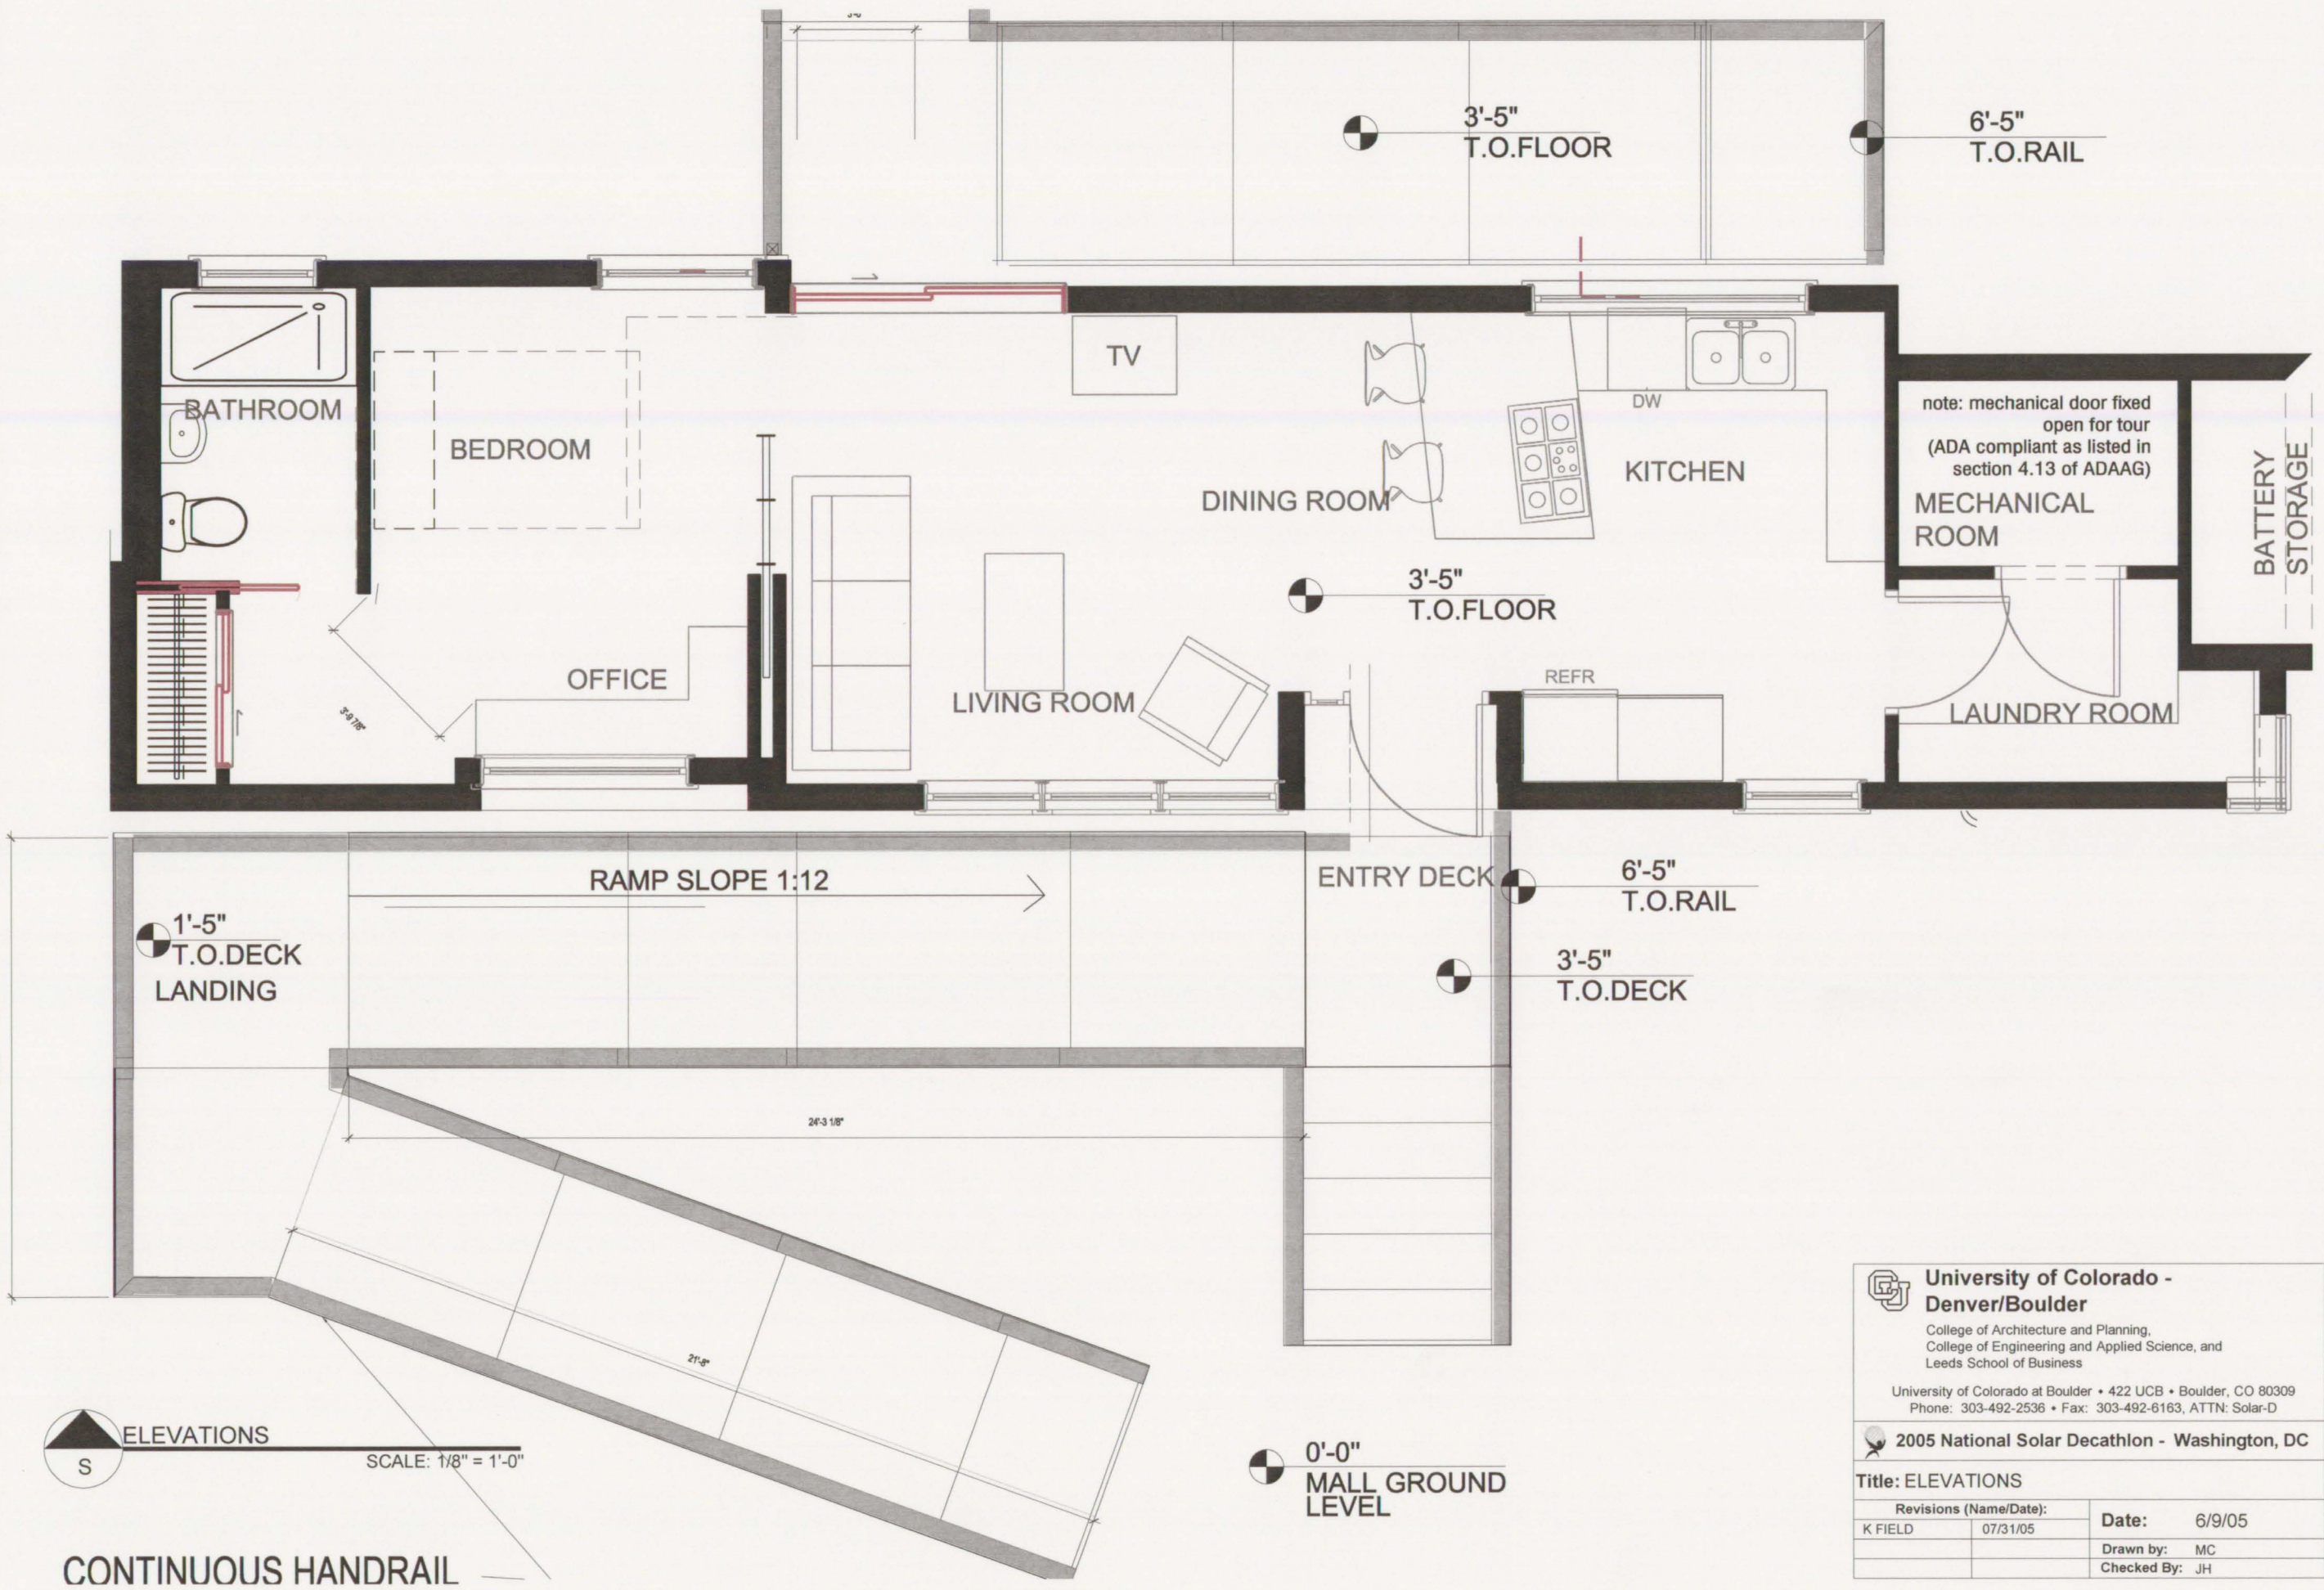 3'-0
3'-5"
T.O.FLOOR
6'-5"
T.O.RAIL
TV
BATHROOM
BEDROOM
DW
KITCHEN
DINING ROOM
note: mechanical door fixed
open for tour
(ADA compliant as listed in
section 4.13 of ADAAG)
MECHANICAL
ROOM
BATTERY
STORAGE
3'-5"
T.O.FLOOR
OFFICE
LIVING ROOM
REFR
LAUNDRY ROOM
3'-9 7/8"
RAMP SLOPE 1:12
ENTRY DECK
6'-5"
T.O.RAIL
1'-5"
T.O.DECK
LANDING
3'-5"
T.O.DECK
24'-3 1/8"
21'-8"
ELEVATIONS
S
SCALE: 1/8" = 1'-0"
0'-0"
MALL GROUND
LEVEL
CONTINUOUS HANDRAIL
CU
University of Colorado -
Denver/Boulder
College of Architecture and Planning,
College of Engineering and Applied Science, and
Leeds School of Business
University of Colorado at Boulder • 422 UCB • Boulder, CO 80309
Phone: 303-492-2536 • Fax: 303-492-6163, ATTN: Solar-D
2005 National Solar Decathlon - Washington, DC
Title: ELEVATIONS
Revisions (Name/Date):
K FIELD 07/31/05
Date: 6/9/05
Drawn by: MC
Checked By: JH